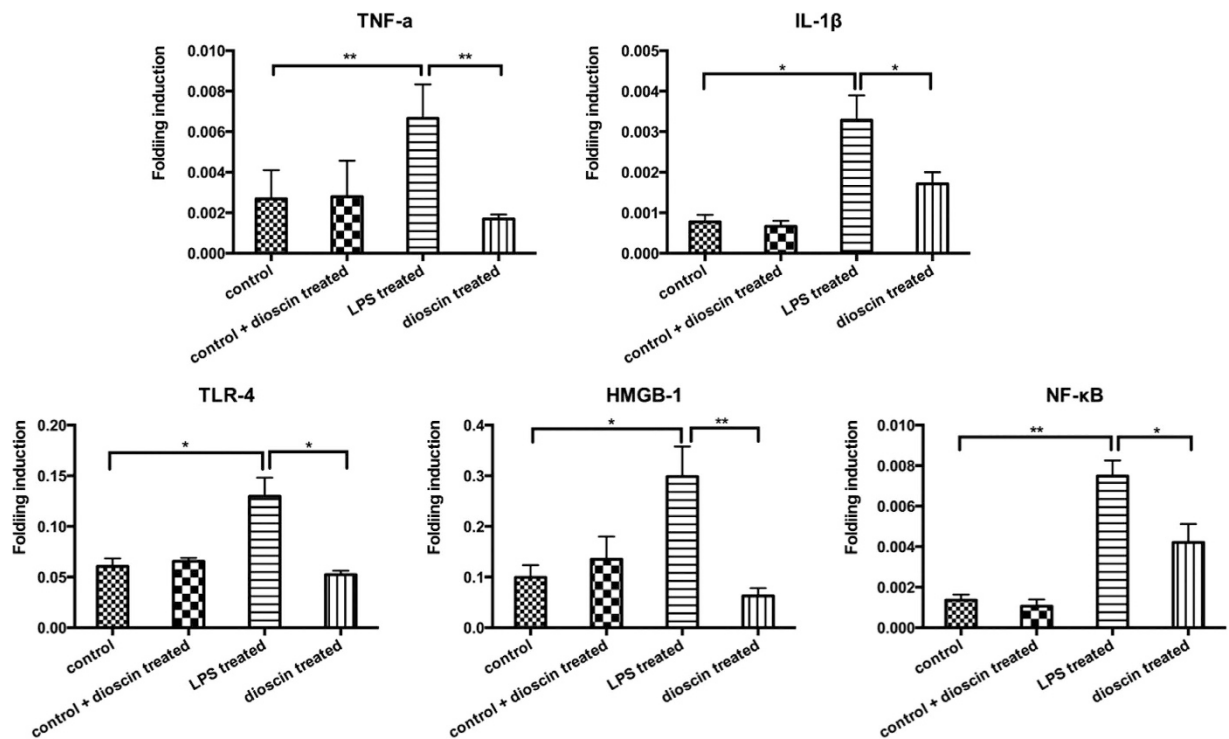 TNF-a
Foldiing induction
0.010
0.008
0.006
0.004
0.002
0.000
**
**
control
control + dioscin treated
LPS treated
dioscin treated
IL-1β
Foldiing induction
0.005
0.004
0.003
0.002
0.001
0.000
*
*
control
control + dioscin treated
LPS treated
dioscin treated
TLR-4
Foldiing induction
0.20
0.15
0.10
0.05
0.00
*
*
control
control + dioscin treated
LPS treated
dioscin treated
HMGB-1
Foldiing induction
0.4
0.3
0.2
0.1
0.0
*
**
control
control + dioscin treated
LPS treated
dioscin treated
NF-κB
Foldiing induction
0.010
0.008
0.006
0.004
0.002
0.000
**
*
control
control + dioscin treated
LPS treated
dioscin treated